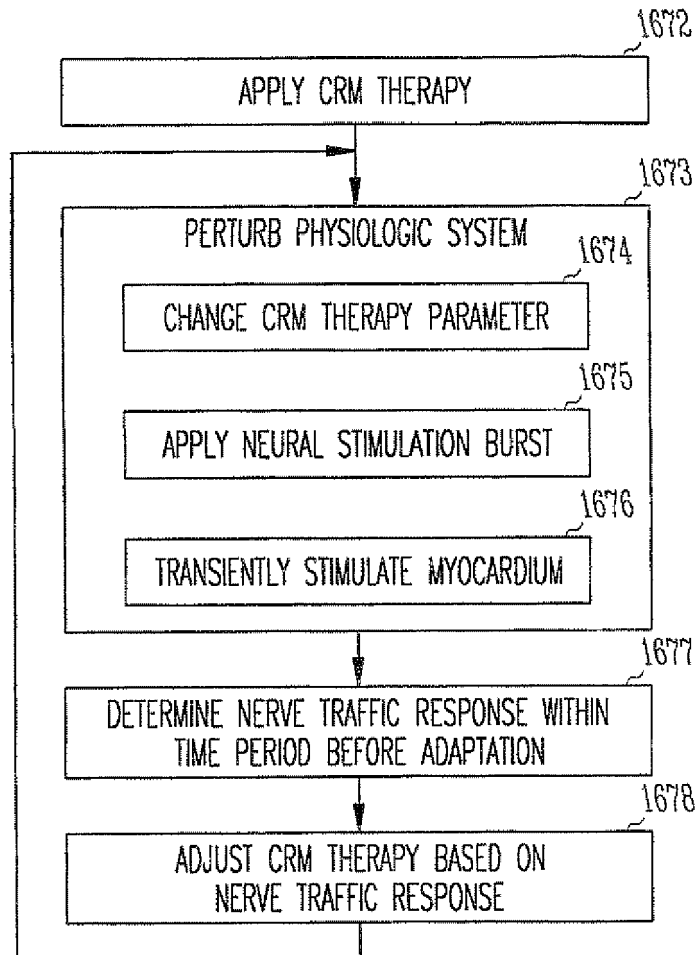 1672
APPLY CRM THERAPY
1673
PERTURB PHYSIOLOGIC SYSTEM
1674
CHANGE CRM THERAPY PARAMETER
1675
APPLY NEURAL STIMULATION BURST
1676
TRANSIENTLY STIMULATE MYOCARDIUM
1677
DETERMINE NERVE TRAFFIC RESPONSE WITHIN
TIME PERIOD BEFORE ADAPTATION
1678
ADJUST CRM THERAPY BASED ON
NERVE TRAFFIC RESPONSE